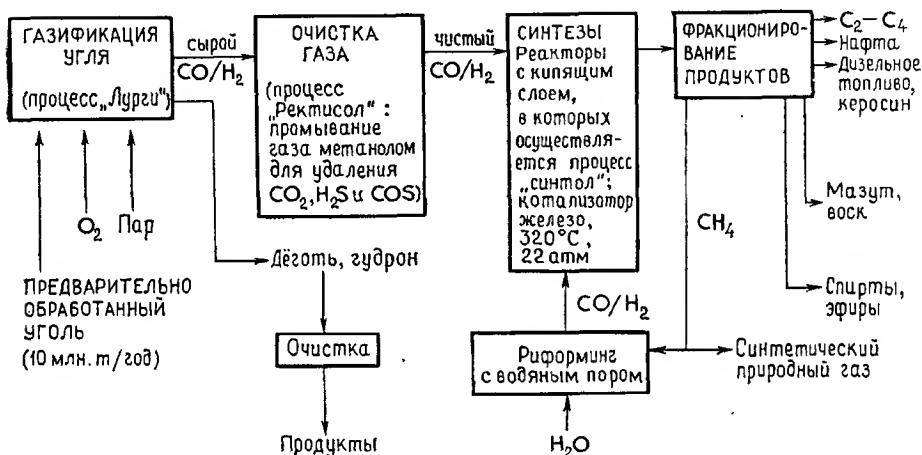 ГАЗИФИКАЦИЯ
УГЛЯ
(процесс „Лурги")
сырой
CO/H₂
ОЧИСТКА
ГАЗА
(процесс
„Ректисол":
промывание
газа метанолом
для удаления
CO₂, H₂S и COS)
чистый
CO/H₂
СИНТЕЗЫ
Реакторы
с кипящим
слоем,
в которых
осуществля-
ется процесс
„синтол";
катализатор
железо,
320°C,
22 атм
ФРАКЦИОНИРО-
ВАНИЕ
ПРОДУКТОВ
C₂–C₄
Нафта
Дизельное
топливо,
керосин
Мазут,
воск
CH₄
Спирты,
эфиры
O₂ Пар
ПРЕДВАРИТЕЛЬНО
ОБРАБОТАННЫЙ
УГОЛЬ
(10 млн. т/год)
Дёготь, гудрон
Очистка
Продукты
CO/H₂
Риформинг
с водяным паром
H₂O
Синтетический
природный газ